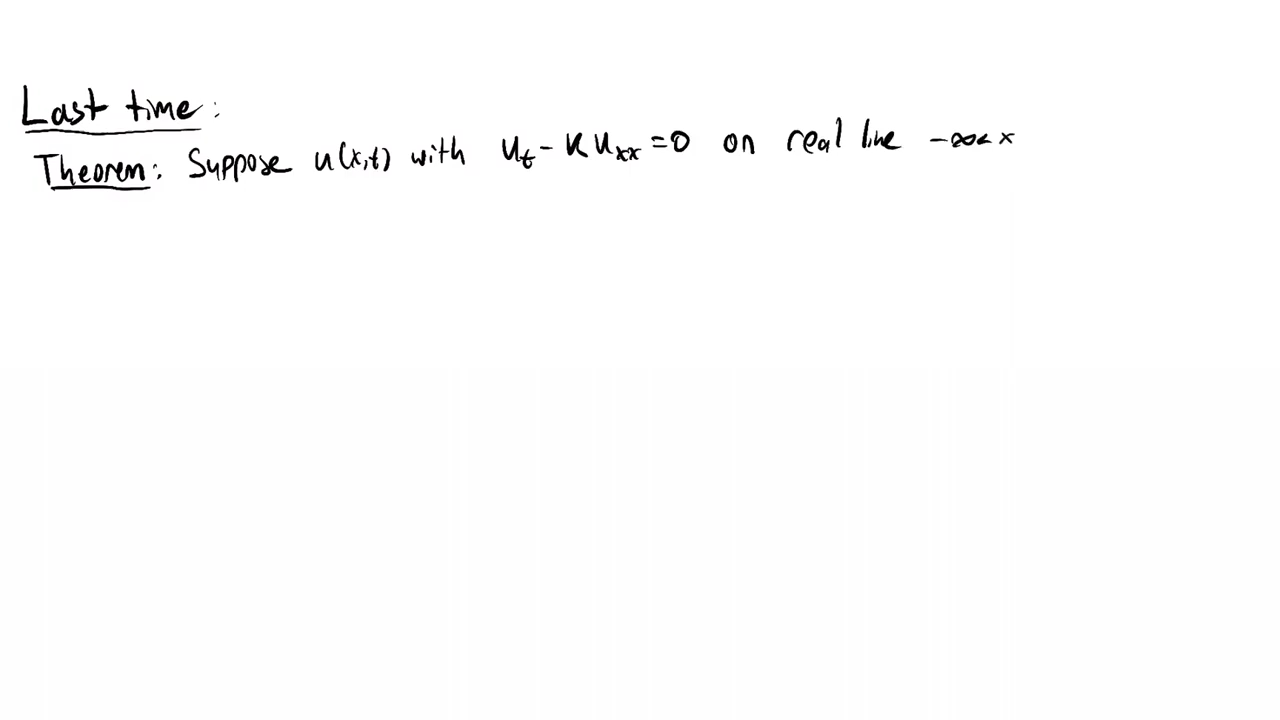 Last time:
Theorem: Suppose u(x,t) with u_t - K u_xx = 0 on real line -∞ < x